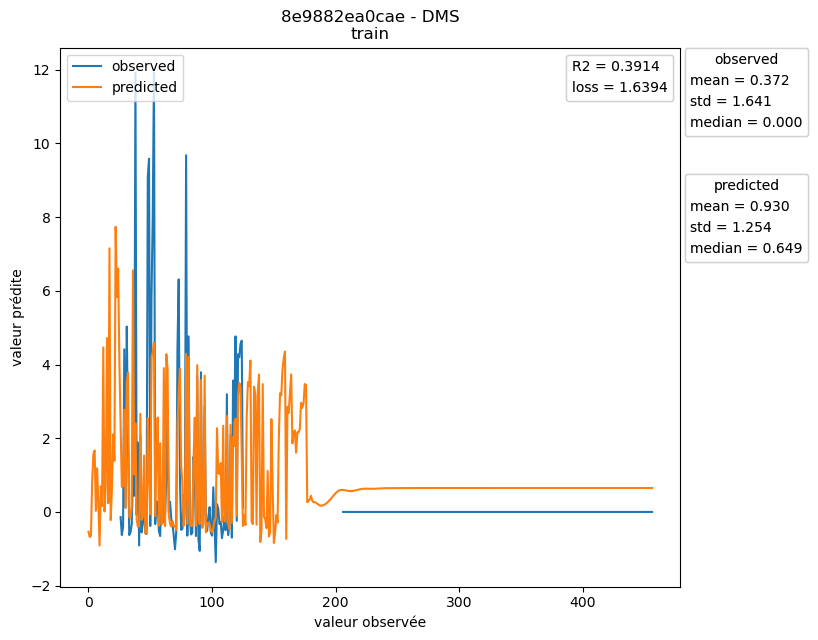 8e9882ea0cae - DMS
train
observed
predicted
R2 = 0.3914
loss = 1.6394
observed
mean = 0.372
std = 1.641
median = 0.000
predicted
mean = 0.930
std = 1.254
median = 0.649
valeur prédite
12
10
8
6
4
2
0
−2
0
100
200
300
400
valeur observée